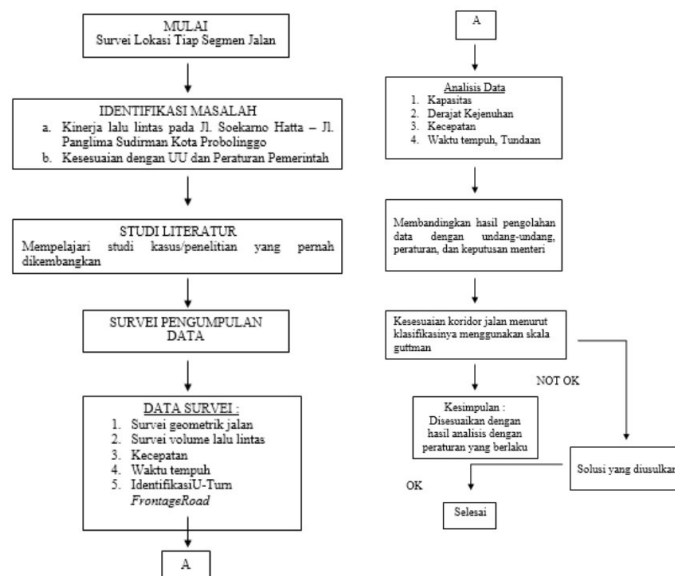 MULAI
Survei Lokasi Tiap Segmen Jalan
IDENTIFIKASI MASALAH
a. Kinerja lalu lintas pada Jl. Soekarno Hatta – Jl.
Panglima Sudirman Kota Probolinggo
b. Kesesuaian dengan UU dan Peraturan Pemerintah
STUDI LITERATUR
Mempelajari studi kasus/penelitian yang pernah
dikembangkan
SURVEI PENGUMPULAN
DATA
DATA SURVEI :
1. Survei geometrik jalan
2. Survei volume lalu lintas
3. Kecepatan
4. Waktu tempuh
5. IdentifikasiU-Turn
FrontageRoad
A
A
Analisis Data
1. Kapasitas
2. Derajat Kejenuhan
3. Kecepatan
4. Waktu tempuh, Tundaan
Membandingkan hasil pengolahan
data dengan undang-undang,
peraturan, dan keputusan menteri
Kesesuaian koridor jalan menurut
klasifikasinya menggunakan skala
guttman
NOT OK
Kesimpulan :
Disesuaikan dengan
hasil analisis dengan
peraturan yang berlaku
Solusi yang diusulkan
OK
Selesai